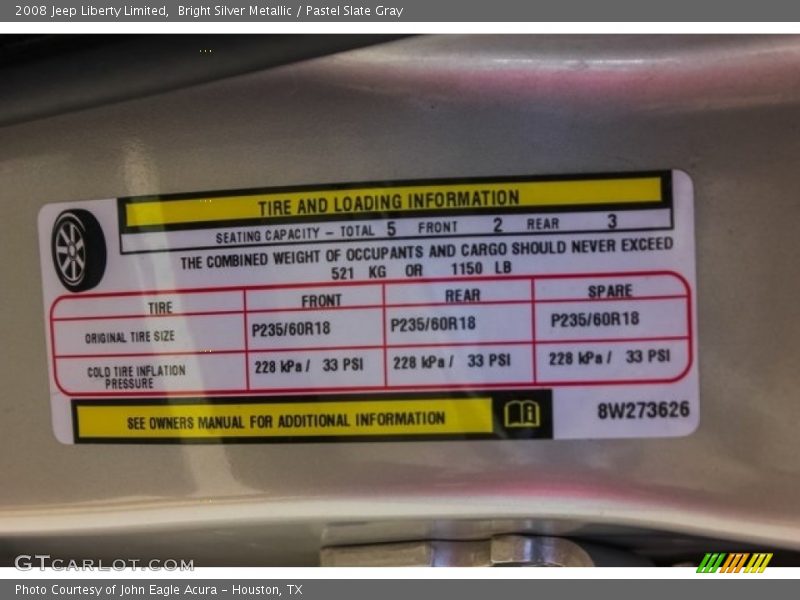 2008 Jeep Liberty Limited,  Bright Silver Metallic / Pastel Slate Gray
TIRE AND LOADING INFORMATION
SEATING CAPACITY - TOTAL 5 FRONT 2 REAR 3
THE COMBINED WEIGHT OF OCCUPANTS AND CARGO SHOULD NEVER EXCEED
521 KG OR 1150 LB
TIRE FRONT REAR SPARE
ORIGINAL TIRE SIZE P235/60R18 P235/60R18 P235/60R18
COLD TIRE INFLATION
PRESSURE 228 kPa / 33 PSI 228 kPa / 33 PSI 228 kPa / 33 PSI
SEE OWNERS MANUAL FOR ADDITIONAL INFORMATION
8W273626
GTCARLOT.COM
Photo Courtesy of John Eagle Acura - Houston, TX